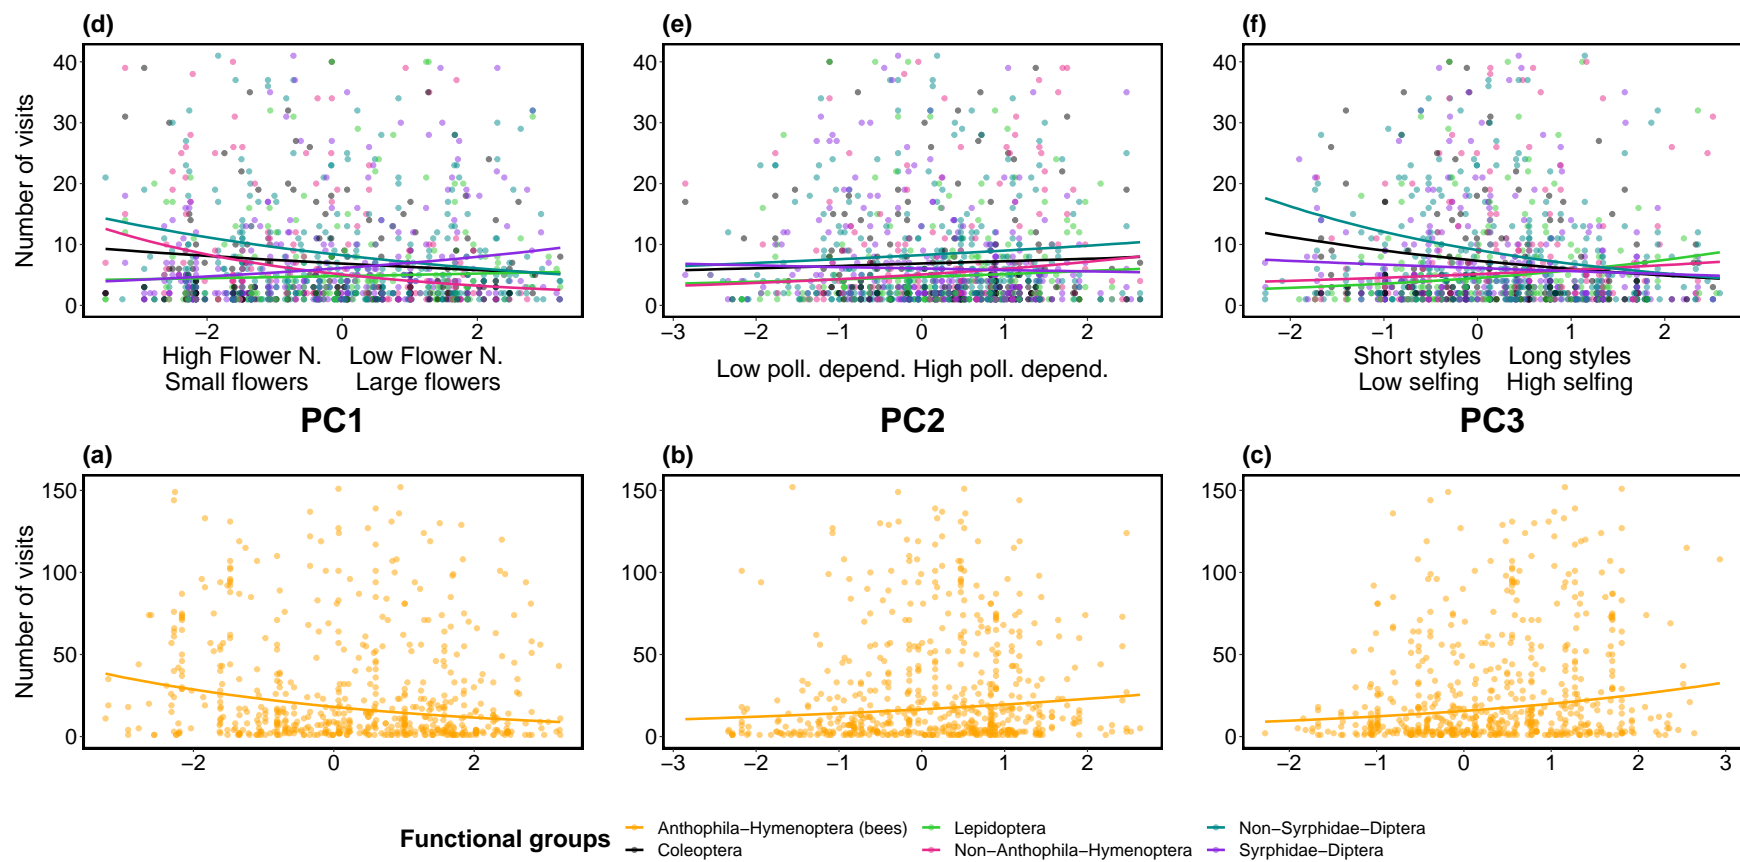 (d)
(e)
(f)
Number of visits
40
30
20
10
0
−2
0
2
High Flower N.
Low Flower N.
Small flowers
Large flowers
PC1
40
30
20
10
0
−3
−2
−1
0
1
2
3
Low poll. depend. High poll. depend.
PC2
40
30
20
10
0
−2
−1
0
1
2
Short styles
Long styles
Low selfing
High selfing
PC3
(a)
(b)
(c)
Number of visits
150
100
50
0
−2
0
2
150
100
50
0
−3
−2
−1
0
1
2
3
150
100
50
0
−2
−1
0
1
2
3
Functional groups
Anthophila−Hymenoptera (bees)
Lepidoptera
Non−Syrphidae−Diptera
Coleoptera
Non−Anthophila−Hymenoptera
Syrphidae−Diptera